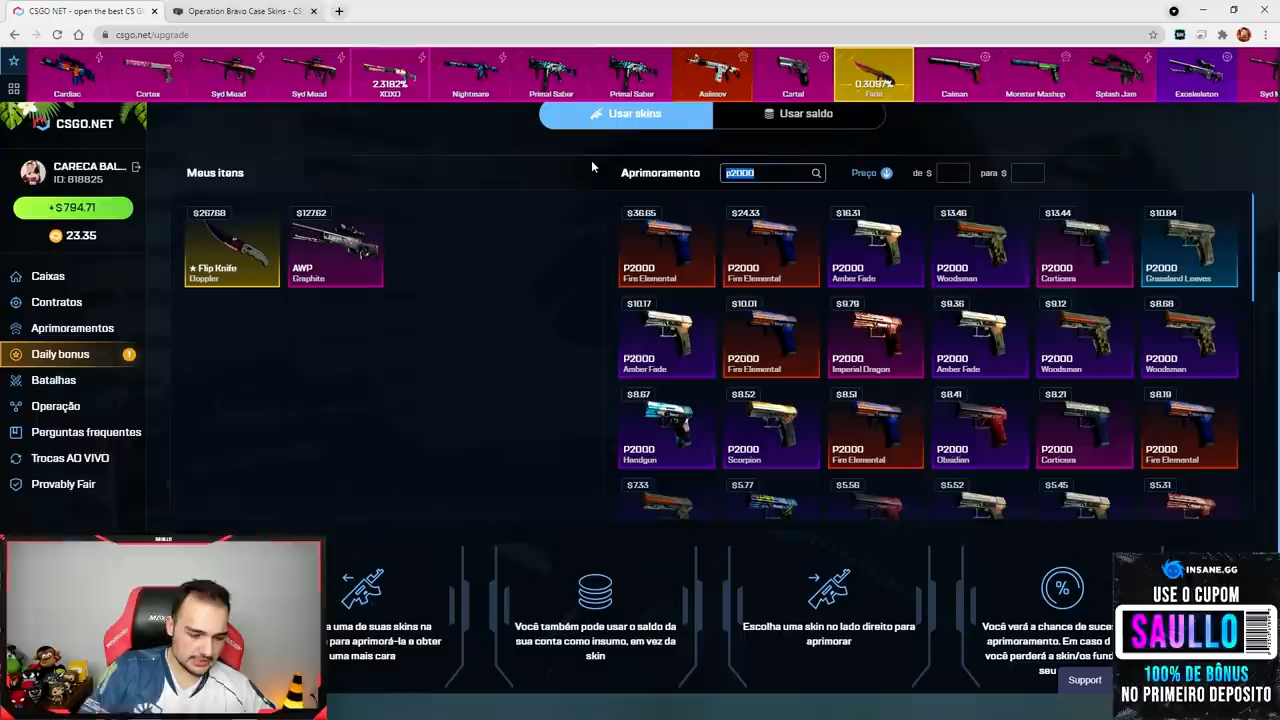 CSGO NET - open the best CS G
Operation Bravo Case Skins - CS:
csgo.net/upgrade
Cardiac
Cortex
Syd Mead
Syd Mead
2.3182%
XOXO
Nightmare
Primal Saber
Primal Saber
Asiimov
Cartel
0.3097%
Fade
Caiman
Monster Mashup
Splash Jam
Exoskeleton
Syd M
CSGO.NET
Usar skins
Usar saldo
CARECA BAL...
ID: 818825
+$794.71
23.35
Meus itens
Aprimoramento
p2000
Preço
de $
para $
$267.68
★ Flip Knife
Doppler
$127.62
AWP
Graphite
$36.65
$24.33
$16.31
$13.46
$13.44
$10.84
P2000 P2000 P2000 P2000 P2000 P2000
Fire Elemental Fire Elemental Amber Fade Woodsman Corticera Grassland Leaves
$10.17 $10.01 $9.79 $9.36 $9.12 $8.68
P2000 P2000 P2000 P2000 P2000 P2000
Amber Fade Fire Elemental Imperial Dragon Amber Fade Woodsman Woodsman
$8.67 $8.52 $8.51 $8.41 $8.21 $8.19
P2000 P2000 P2000 P2000 P2000 P2000
Handgun Scorpion Fire Elemental Obsidian Corticera Fire Elemental
$7.33 $5.77 $5.56 $5.52 $5.45 $5.31
Caixas
Contratos
Aprimoramentos
Daily bonus 1
Batalhas
Operação
Perguntas frequentes
Trocas AO VIVO
Provably Fair
SAULLO
a uma de suas skins na
para aprimorá-la e obter
uma mais cara
Você também pode usar o saldo da
sua conta como insumo, em vez da
skin
Escolha uma skin no lado direito para
aprimorar
%
Você verá a chance de suce
aprimoramento. Em caso d
você perderá a skin/os fund
seu
Support
INSANE.GG
USE O CUPOM
SAULLO
100% DE BÔNUS
NO PRIMEIRO DEPÓSITO